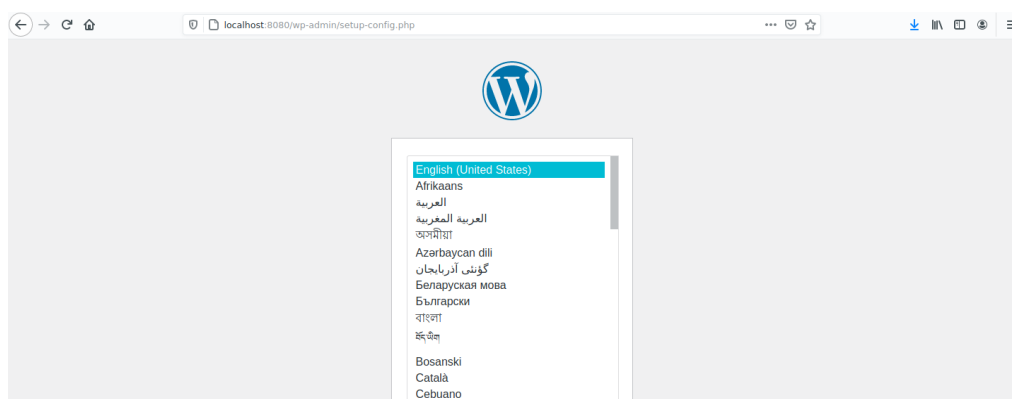 localhost:8080/wp-admin/setup-config.php
English (United States)
Afrikaans
العربية
العربية المغربية
অসমীয়া
Azərbaycan dili
گؤنئی آذربایجان
Беларуская мова
Български
বাংলা
བོད་ཡིག
Bosanski
Català
Cebuano